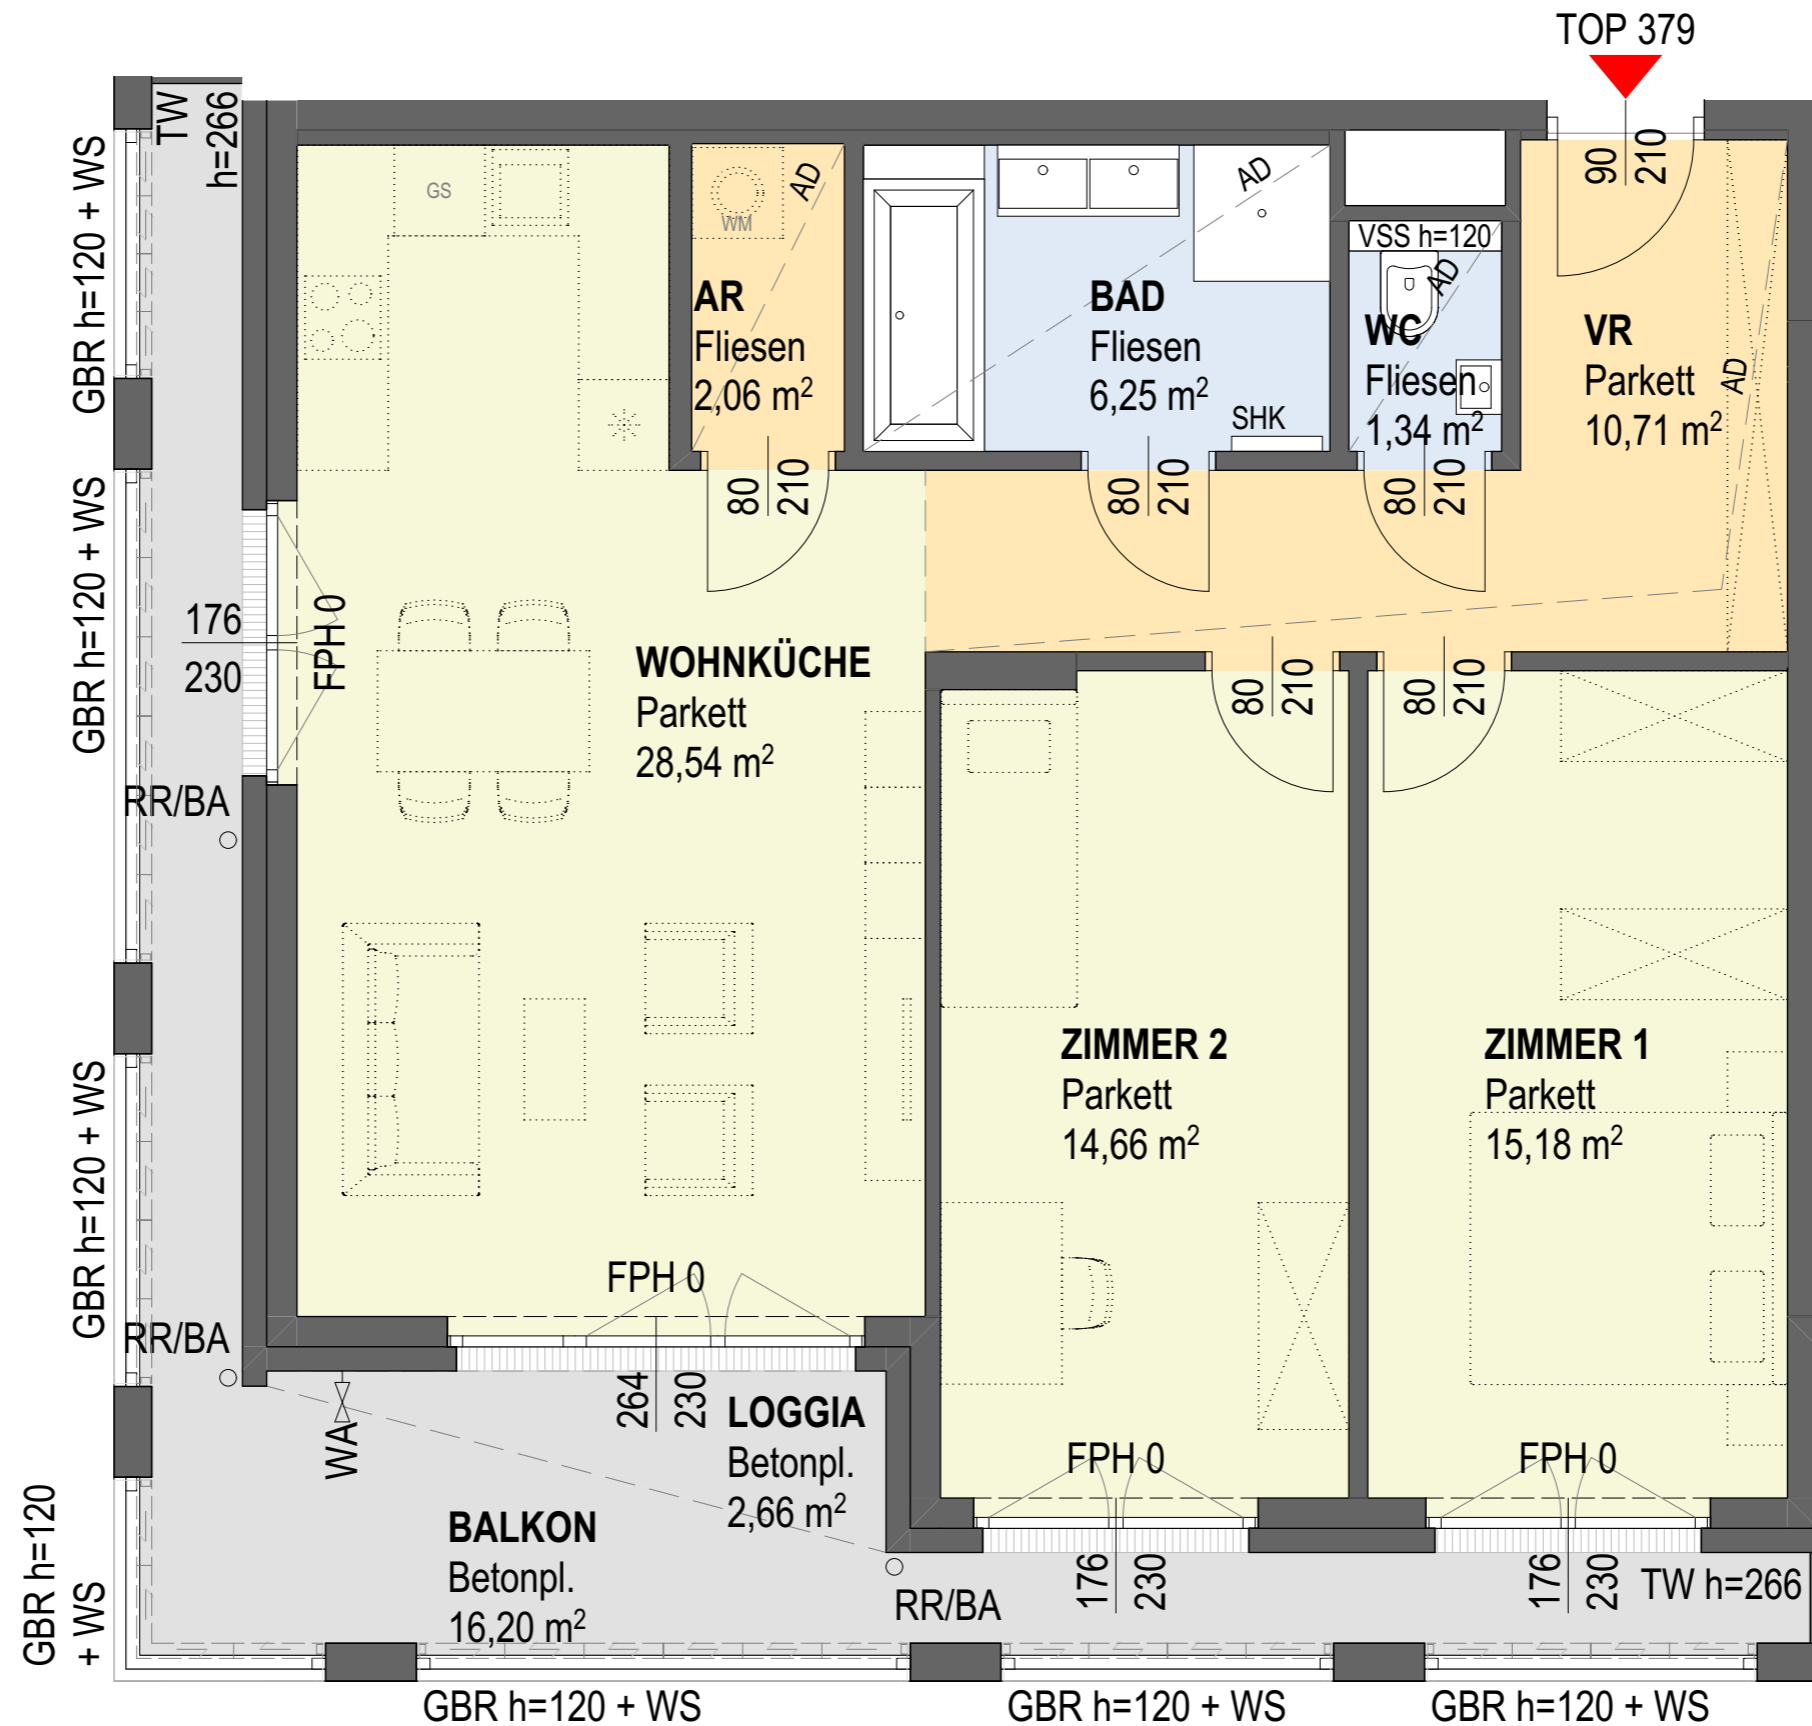 TOP 379
TW
h=266
90
210
GBR h=120 + WS
GS
WM
AD
AD
VSS h=120
AD
AR
Fliesen
2,06 m²
BAD
Fliesen
6,25 m²
SHK
WC
Fliesen
1,34 m²
VR
Parkett
10,71 m²
AD
80
210
80
210
80
210
GBR h=120 + WS
176
230
FPH 0
WOHNKÜCHE
Parkett
28,54 m²
80
210
80
210
RR/BA
ZIMMER 2
Parkett
14,66 m²
ZIMMER 1
Parkett
15,18 m²
GBR h=120 + WS
RR/BA
FPH 0
264
230
LOGGIA
Betonpl.
2,66 m²
WA
FPH 0
FPH 0
BALKON
Betonpl.
16,20 m²
RR/BA
176
230
176
230
TW h=266
GBR h=120
+ WS
GBR h=120 + WS
GBR h=120 + WS
GBR h=120 + WS